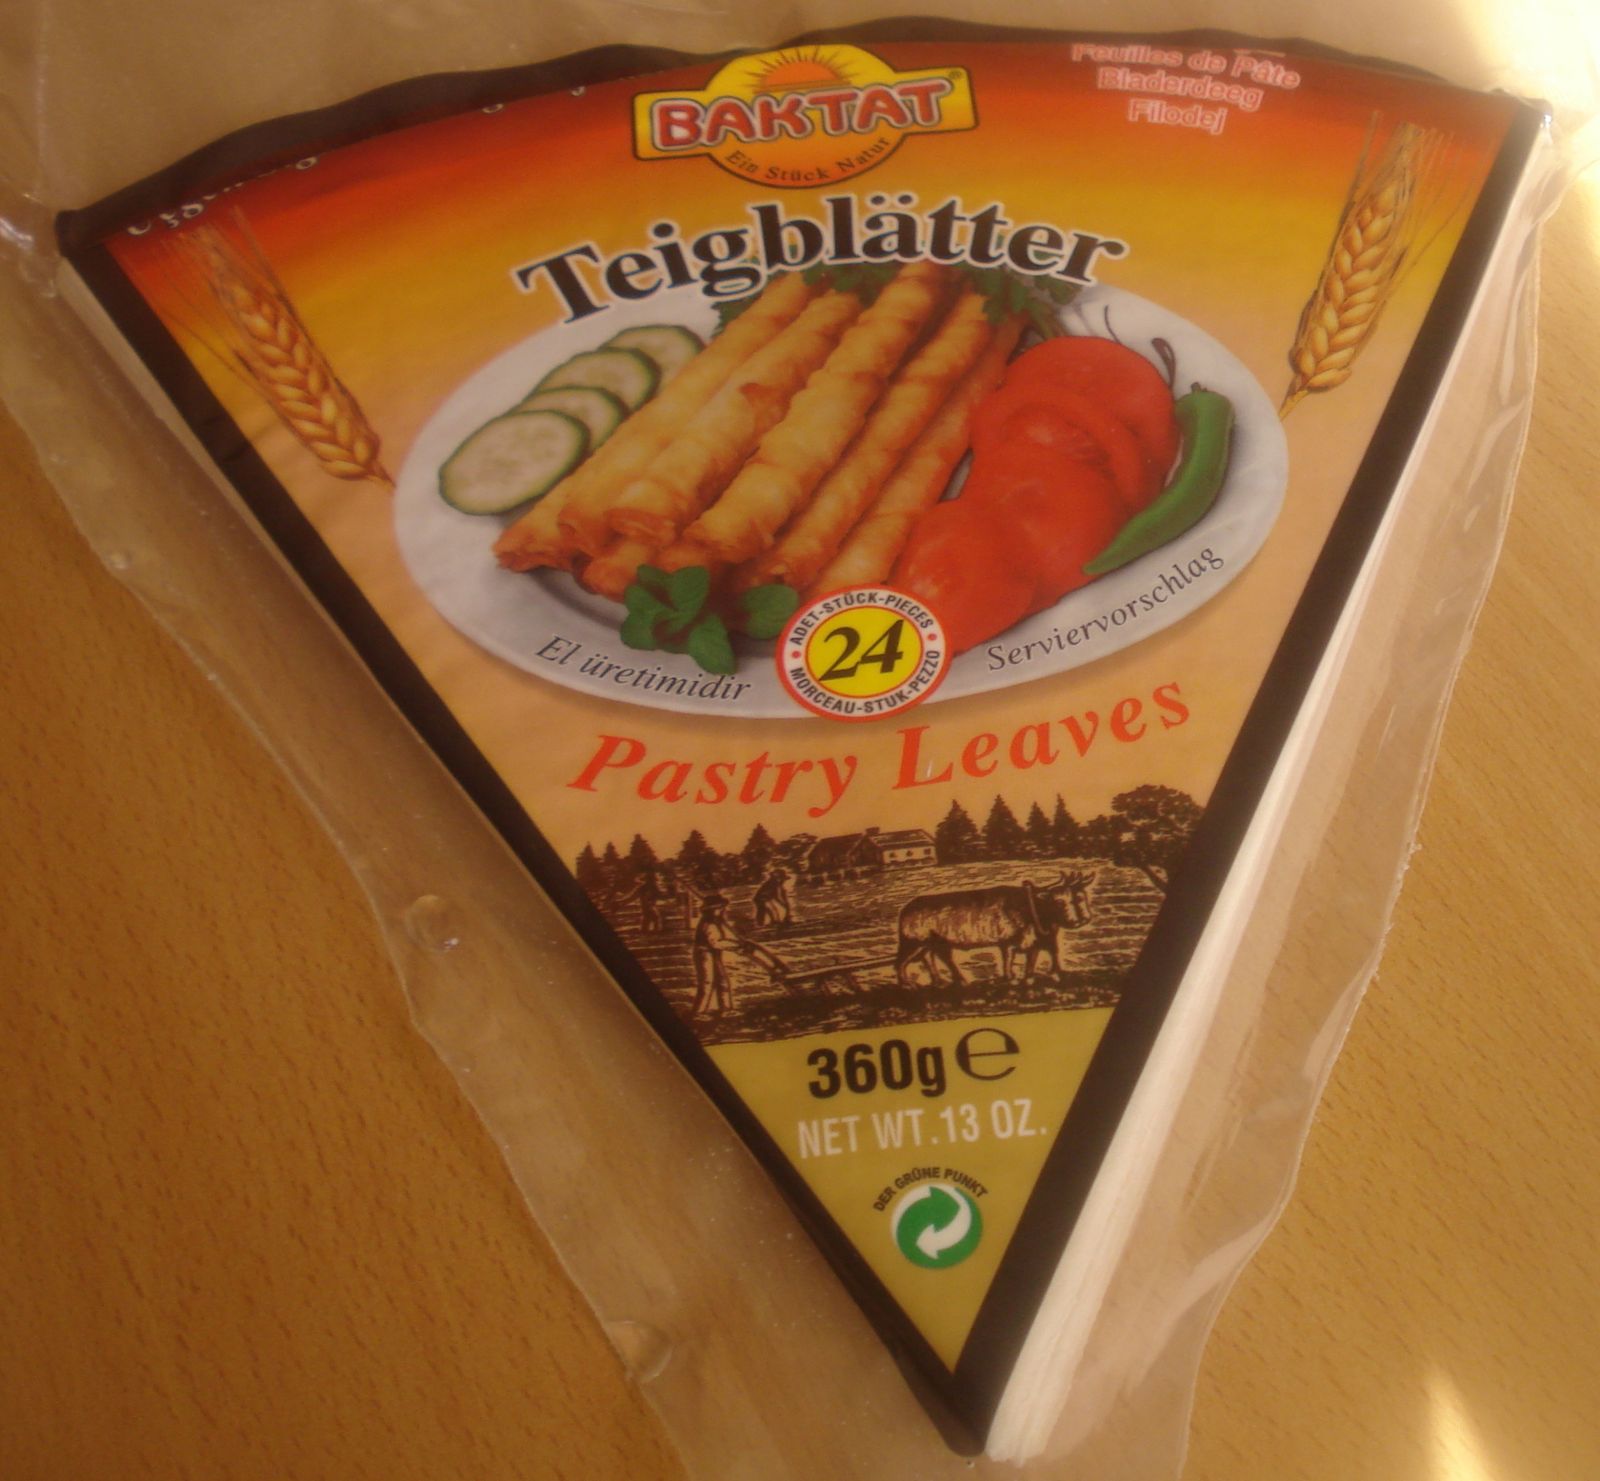 Feuilles de Pâte
Bladerdeeg
Filodej
BAKTAT®
Ein Stück Natur
Teigblätter
El üretimidir
ADET-STÜCK-PIECES
24
MORCEAU-STUK-PEZZO
Serviervorschlag
Pastry Leaves
360g ℮
NET WT.13 OZ.
DER GRÜNE PUNKT